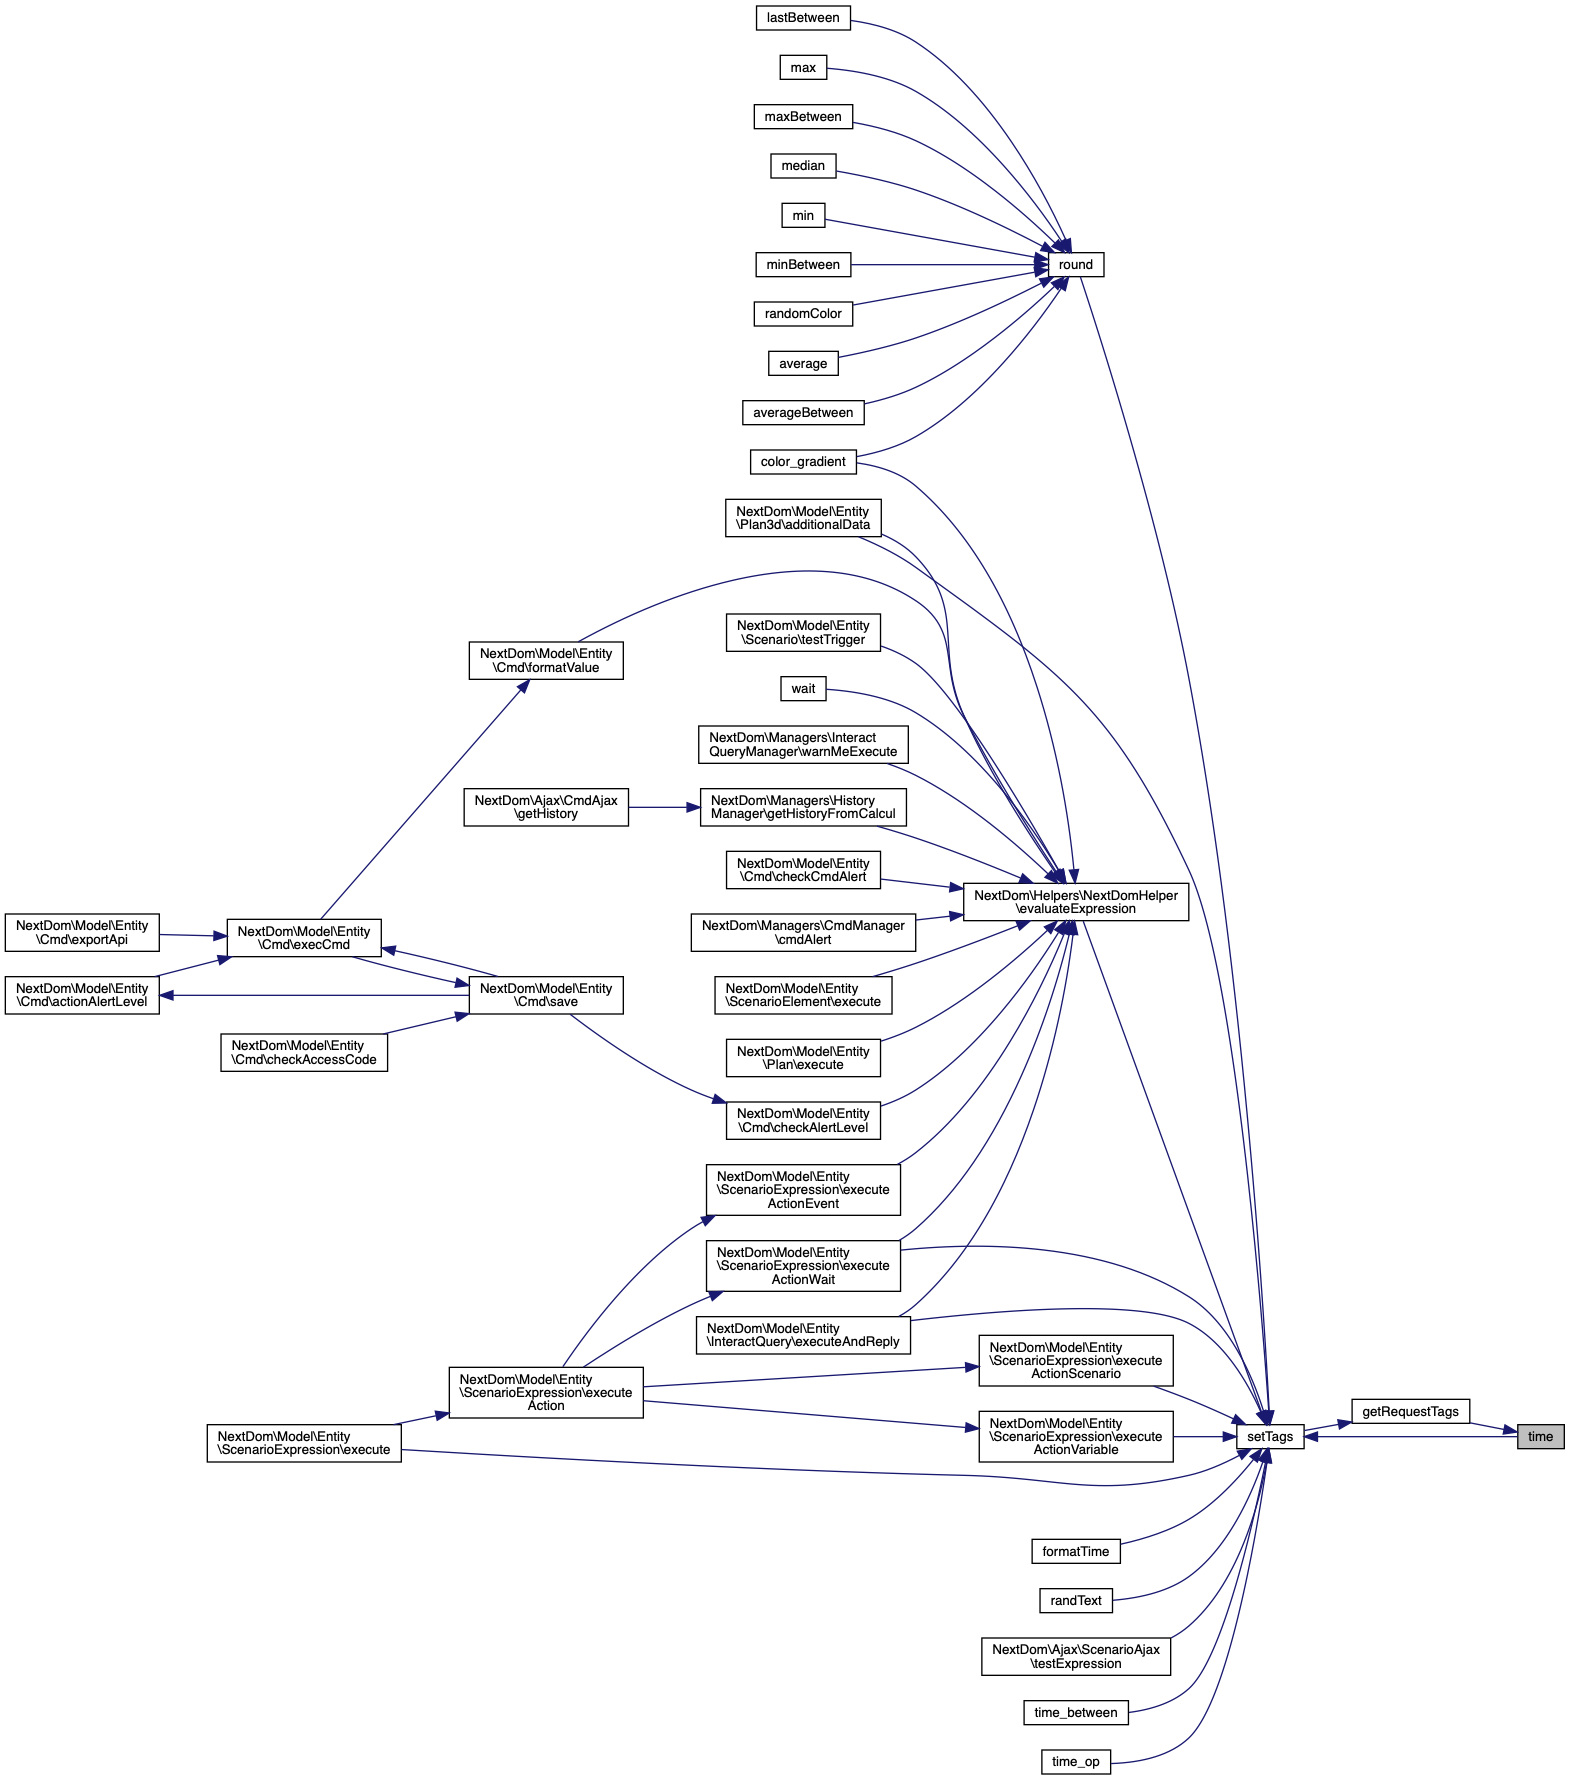 lastBetween
max
maxBetween
median
min
minBetween
round
randomColor
average
averageBetween
color_gradient
NextDom\Model\Entity
\Plan3d\additionalData
NextDom\Model\Entity
\Scenario\testTrigger
NextDom\Model\Entity
\Cmd\formatValue
wait
NextDom\Managers\Interact
QueryManager\warnMeExecute
NextDom\Ajax\CmdAjax
\getHistory
NextDom\Managers\History
Manager\getHistoryFromCalcul
NextDom\Model\Entity
\Cmd\checkCmdAlert
NextDom\Helpers\NextDomHelper
\evaluateExpression
NextDom\Model\Entity
\Cmd\exportApi
NextDom\Model\Entity
\Cmd\execCmd
NextDom\Managers\CmdManager
\cmdAlert
NextDom\Model\Entity
\Cmd\actionAlertLevel
NextDom\Model\Entity
\Cmd\save
NextDom\Model\Entity
\ScenarioElement\execute
NextDom\Model\Entity
\Cmd\checkAccessCode
NextDom\Model\Entity
\Plan\execute
NextDom\Model\Entity
\Cmd\checkAlertLevel
NextDom\Model\Entity
\ScenarioExpression\execute
ActionEvent
NextDom\Model\Entity
\ScenarioExpression\execute
ActionWait
NextDom\Model\Entity
\InteractQuery\executeAndReply
NextDom\Model\Entity
\ScenarioExpression\execute
ActionScenario
NextDom\Model\Entity
\ScenarioExpression\execute
Action
NextDom\Model\Entity
\ScenarioExpression\execute
NextDom\Model\Entity
\ScenarioExpression\execute
ActionVariable
getRequestTags
setTags
time
formatTime
randText
NextDom\Ajax\ScenarioAjax
\testExpression
time_between
time_op